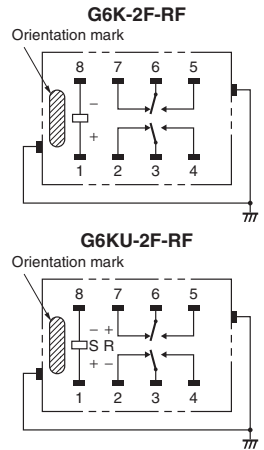 G6K-2F-RF
Orientation mark
8 7 6 5
−
+
1 2 3 4
G6KU-2F-RF
Orientation mark
8 7 6 5
− +
S R
+ −
1 2 3 4